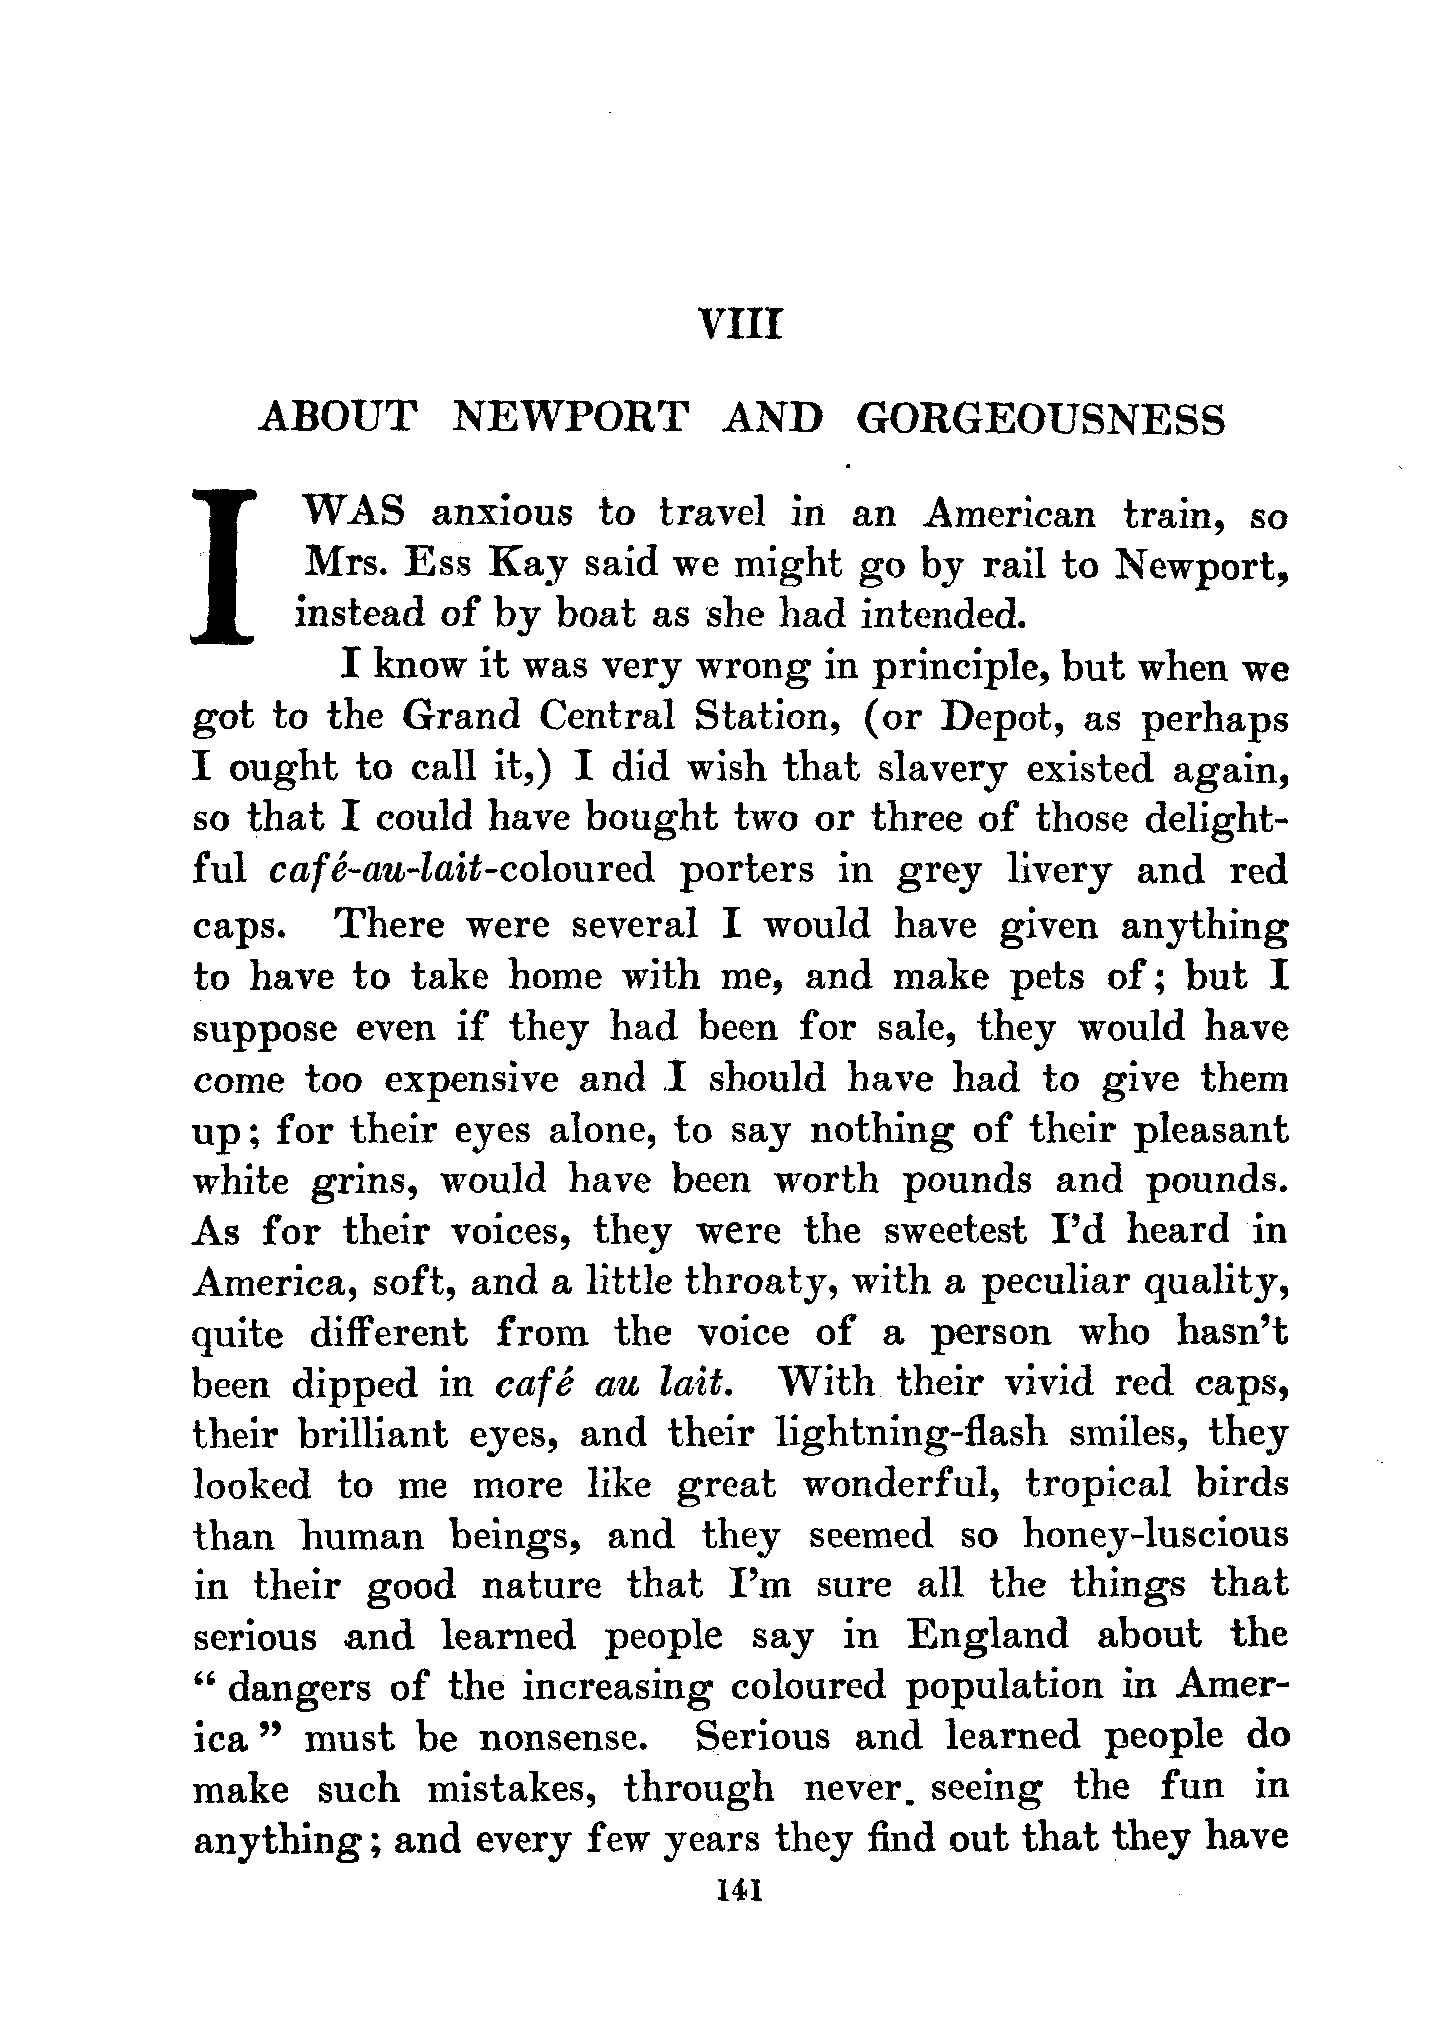 VIII
ABOUT NEWPORT AND GORGEOUSNESS
I WAS anxious to travel in an American train, so
Mrs. Ess Kay said we might go by rail to Newport,
instead of by boat as she had intended.
I know it was very wrong in principle, but when we
got to the Grand Central Station, (or Depot, as perhaps
I ought to call it,) I did wish that slavery existed again,
so that I could have bought two or three of those delight-
ful café-au-lait-coloured porters in grey livery and red
caps. There were several I would have given anything
to have to take home with me, and make pets of; but I
suppose even if they had been for sale, they would have
come too expensive and I should have had to give them
up; for their eyes alone, to say nothing of their pleasant
white grins, would have been worth pounds and pounds.
As for their voices, they were the sweetest I'd heard in
America, soft, and a little throaty, with a peculiar quality,
quite different from the voice of a person who hasn't
been dipped in café au lait. With their vivid red caps,
their brilliant eyes, and their lightning-flash smiles, they
looked to me more like great wonderful, tropical birds
than human beings, and they seemed so honey-luscious
in their good nature that I'm sure all the things that
serious and learned people say in England about the
"dangers of the increasing coloured population in Amer-
ica" must be nonsense. Serious and learned people do
make such mistakes, through never. seeing the fun in
anything; and every few years they find out that they have
141